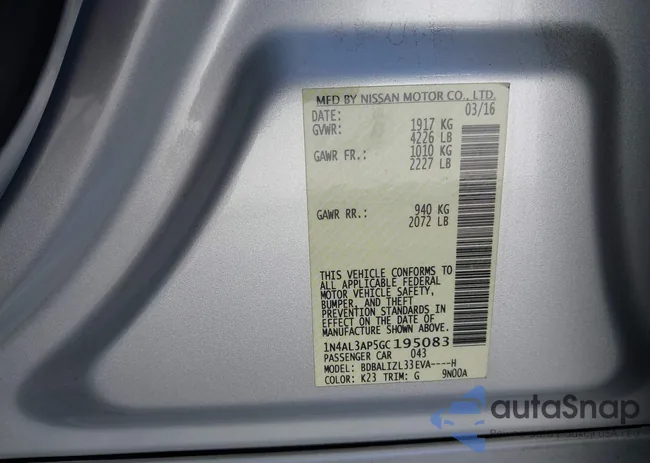 MFD BY NISSAN MOTOR CO., LTD.
DATE: 03/16
GVWR: 1917 KG
4226 LB
GAWR FR.: 1010 KG
2227 LB
GAWR RR.: 940 KG
2072 LB
THIS VEHICLE CONFORMS TO
ALL APPLICABLE FEDERAL
MOTOR VEHICLE SAFETY,
BUMPER, AND THEFT
PREVENTION STANDARDS IN
EFFECT ON THE DATE OF
MANUFACTURE SHOWN ABOVE.
1N4AL3AP5GC195083
PASSENGER CAR 043
MODEL: BDBALIZL33EVA----H
COLOR: K23 TRIM: G 9N00A
autaSnap